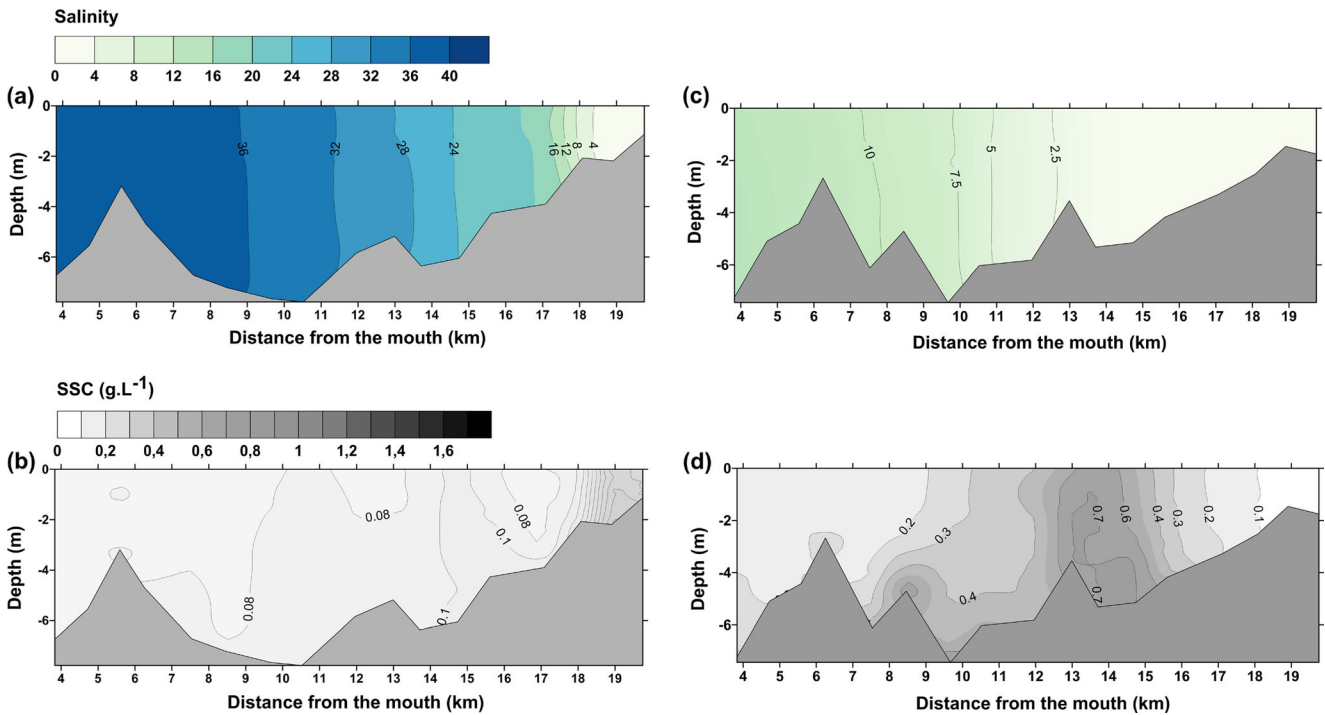 Salinity
0 4 8 12 16 20 24 28 32 36 40
(a)
0
-2
-4
-6
Depth (m)
36 32 28 24 16 12 8 4
4 5 6 7 8 9 10 11 12 13 14 15 16 17 18 19
Distance from the mouth (km)
(c)
0
-2
-4
-6
Depth (m)
10 7.5 5 2.5
4 5 6 7 8 9 10 11 12 13 14 15 16 17 18 19
Distance from the mouth (km)
SSC (g.L-1)
0 0,2 0,4 0,6 0,8 1 1,2 1,4 1,6
(b)
0
-2
-4
-6
Depth (m)
0.08 0.08 0.1 0.08 0.1
4 5 6 7 8 9 10 11 12 13 14 15 16 17 18 19
Distance from the mouth (km)
(d)
0
-2
-4
-6
Depth (m)
0.2 0.3 0.4 0.7 0.6 0.4 0.3 0.2 0.1
0.7
4 5 6 7 8 9 10 11 12 13 14 15 16 17 18 19
Distance from the mouth (km)